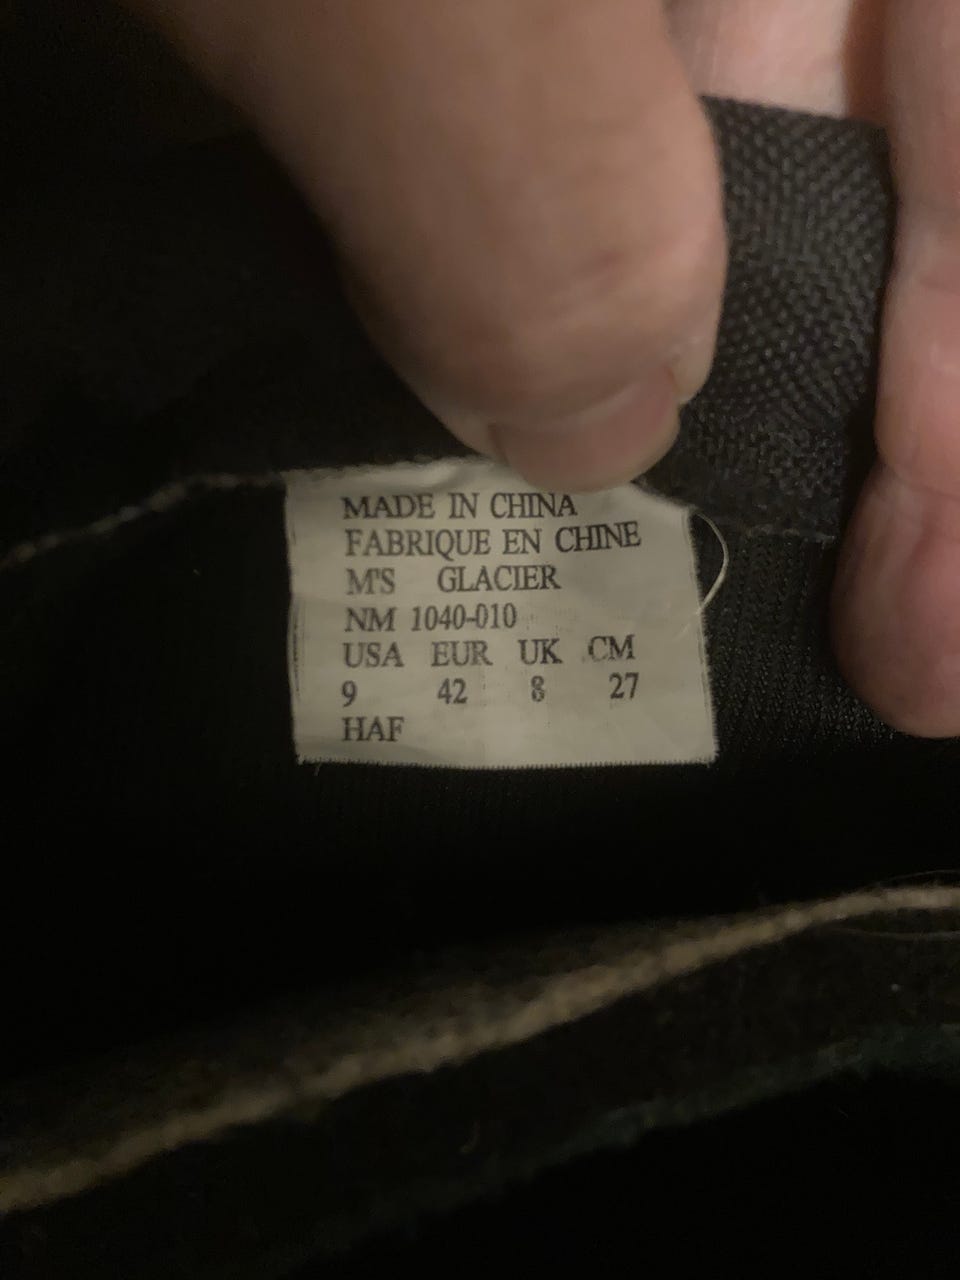 MADE IN CHINA
FABRIQUE EN CHINE
M'S GLACIER
NM 1040-010
USA EUR UK CM
9 42 8 27
HAF